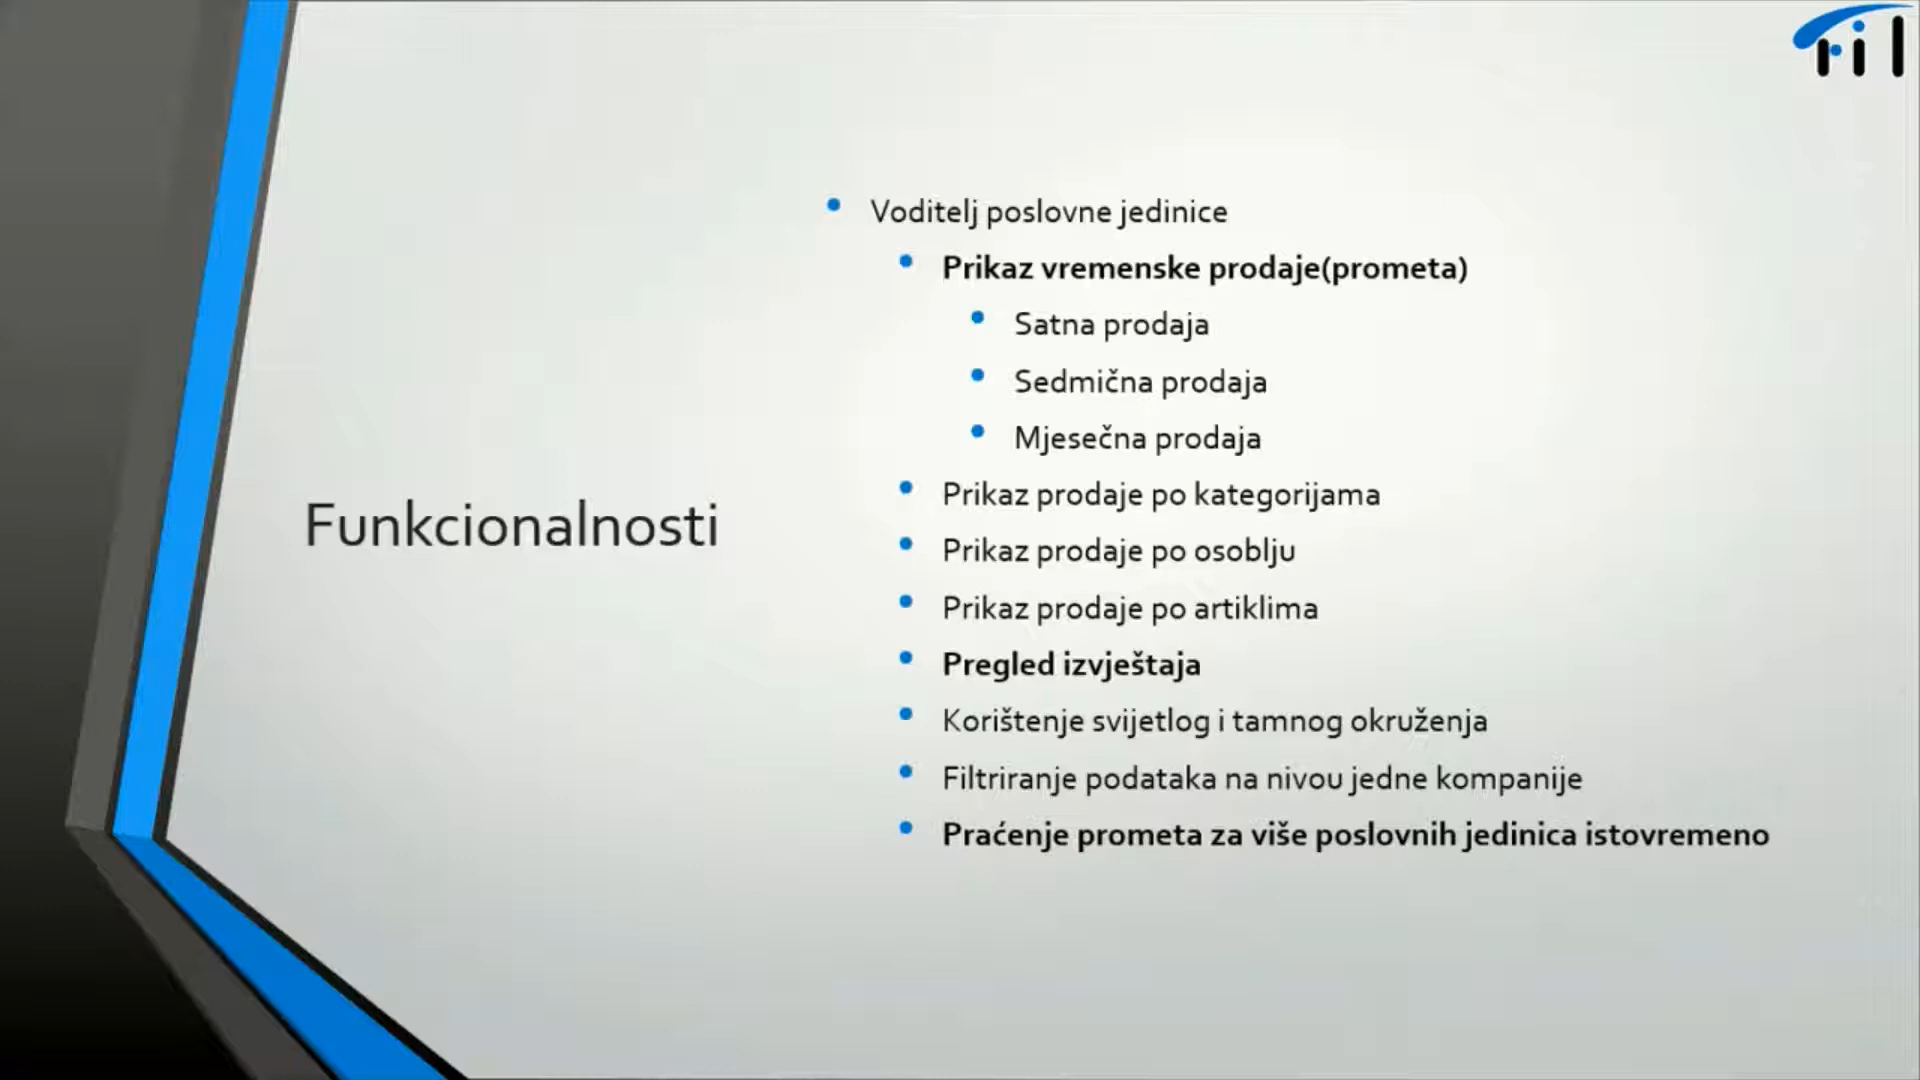 Funkcionalnosti
Voditelj poslovne jedinice
Prikaz vremenske prodaje(prometa)
Satna prodaja
Sedmična prodaja
Mjesečna prodaja
Prikaz prodaje po kategorijama
Prikaz prodaje po osoblju
Prikaz prodaje po artiklima
Pregled izvještaja
Korištenje svijetlog i tamnog okruženja
Filtriranje podataka na nivou jedne kompanije
Praćenje prometa za više poslovnih jedinica istovremeno